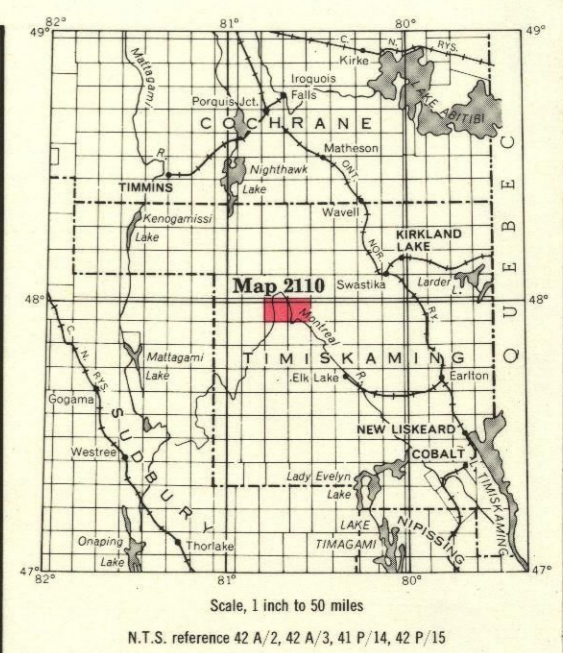 82°
81°
80°
49°
49°
C. N. RYS.
Kirke
Mattagami
R.
Iroquois
Falls
Porquis Jct.
LAKE ABITIBI
COCHRANE
Matheson
ONT.
NOR.
RY.
Nighthawk
Lake
TIMMINS
QUEBEC
Wavell
Kenogamissi
Lake
KIRKLAND
LAKE
Swastika
Larder
L.
Map 2110
48°
48°
Montreal
R.
C. N. RYS.
Mattagami
Lake
TIMISKAMING
Elk Lake
Earlton
Gogama
SUDBURY
NEW LISKEARD
Westree
COBALT
L. TIMISKAMING
Lady Evelyn
Lake
LAKE
TIMAGAMI
NIPISSING
Onaping
Lake
Thorlake
47°
47°
82°
81°
80°
Scale, 1 inch to 50 miles
N.T.S. reference 42 A/2, 42 A/3, 41 P/14, 42 P/15